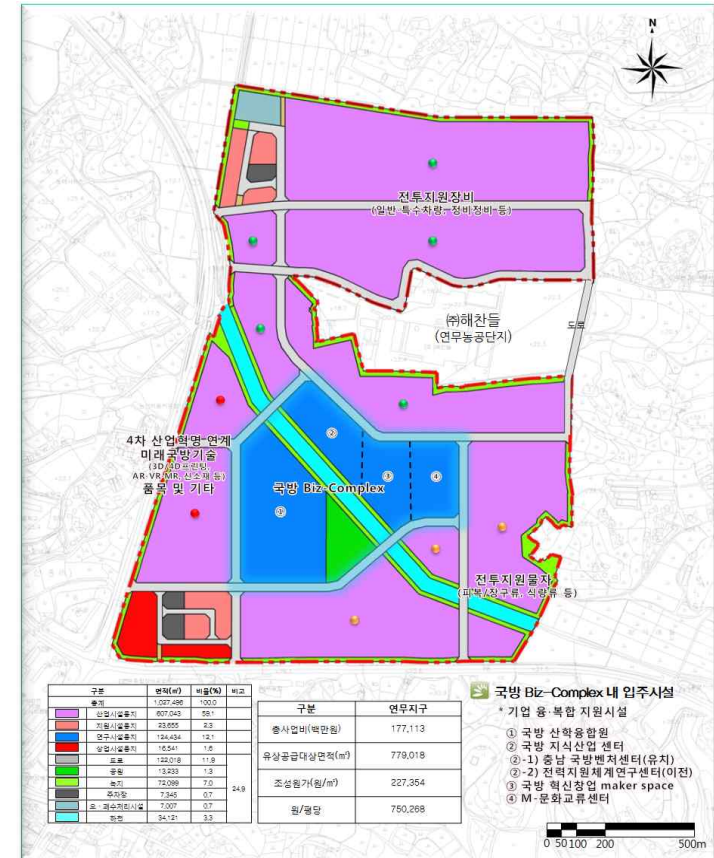 N
전투지원장비
(일반·특수차량, 정비장비 등)
㈜해찬들
(연무농공단지)
도로
4차 산업혁명 연계
미래국방기술
(3D/4D프린팅,
AR·VR·MR, 신소재 등)
품목 및 기타
국방 Biz-Complex
①
②
③
④
전투지원물자
(피복/장구류, 식량류 등)
구분 면적(㎡) 비율(%) 비고
총계 1,027,496 100.0
산업시설용지 607,043 59.1
지원시설용지 23,655 2.3
연구시설용지 124,434 12.1
상업시설용지 16,541 1.6
도로 122,018 11.9 24.9
공원 13,233 1.3
녹지 72,099 7.0
주차장 7,345 0.7
오·폐수처리시설 7,007 0.7
하천 34,121 3.3
구분 연무지구
총사업비(백만원) 177,113
유상공급대상면적(㎡) 779,018
조성원가(원/㎡) 227,354
원/평당 750,268
국방 Biz-Complex 내 입주시설
* 기업 융·복합 지원시설
① 국방 산학융합원
② 국방 지식산업 센터
②-1) 충남 국방벤처센터(유치)
②-2) 전력지원체계연구센터(이전)
③ 국방 혁신창업 maker space
④ M-문화교류센터
0 50 100 200 500m